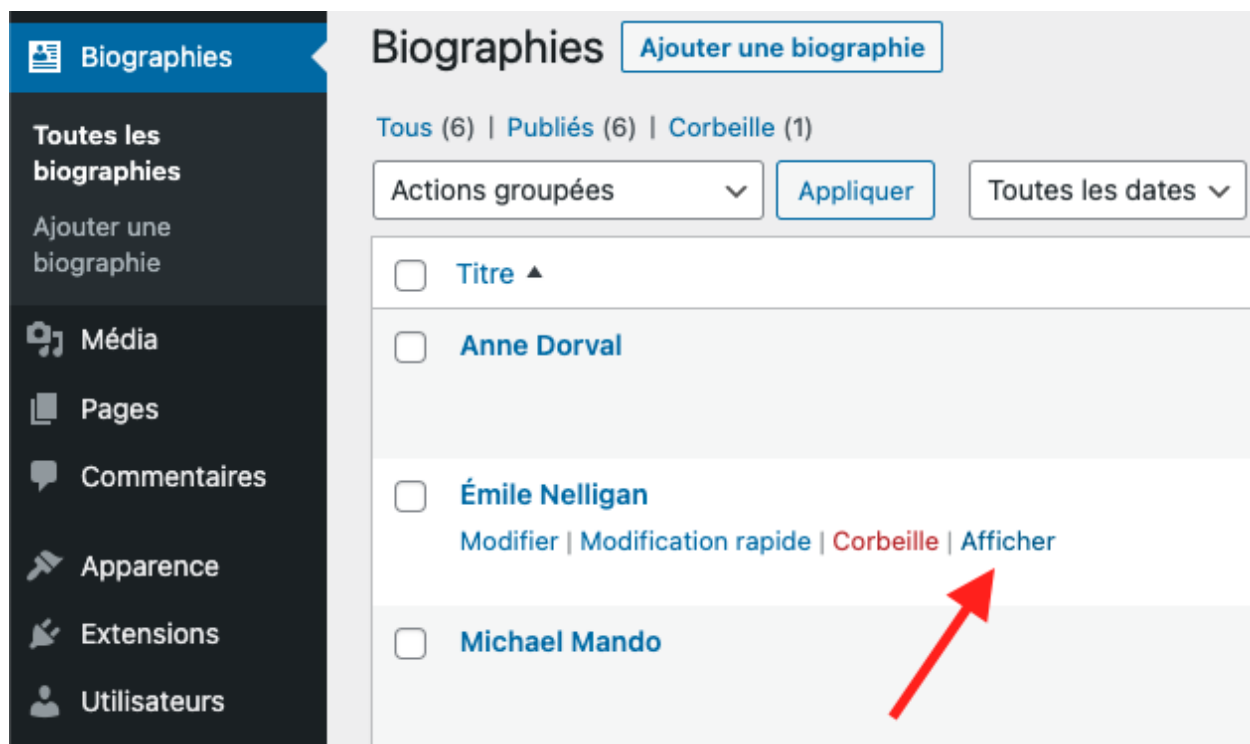 Biographies
Toutes les
biographies
Ajouter une
biographie
Média
Pages
Commentaires
Apparence
Extensions
Utilisateurs
Biographies Ajouter une biographie
Tous (6) | Publiés (6) | Corbeille (1)
Actions groupées Appliquer Toutes les dates
Titre
Anne Dorval
Émile Nelligan
Modifier | Modification rapide | Corbeille | Afficher
Michael Mando